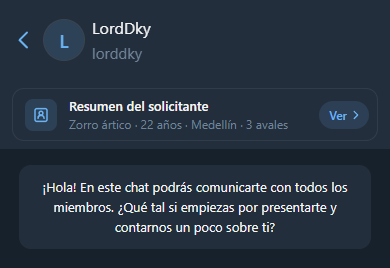 L
LordDky
lorddky
Resumen del solicitante
Zorro ártico · 22 años · Medellín · 3 avales
Ver
¡Hola! En este chat podrás comunicarte con todos los
miembros. ¿Qué tal si empiezas por presentarte y
contarnos un poco sobre ti?